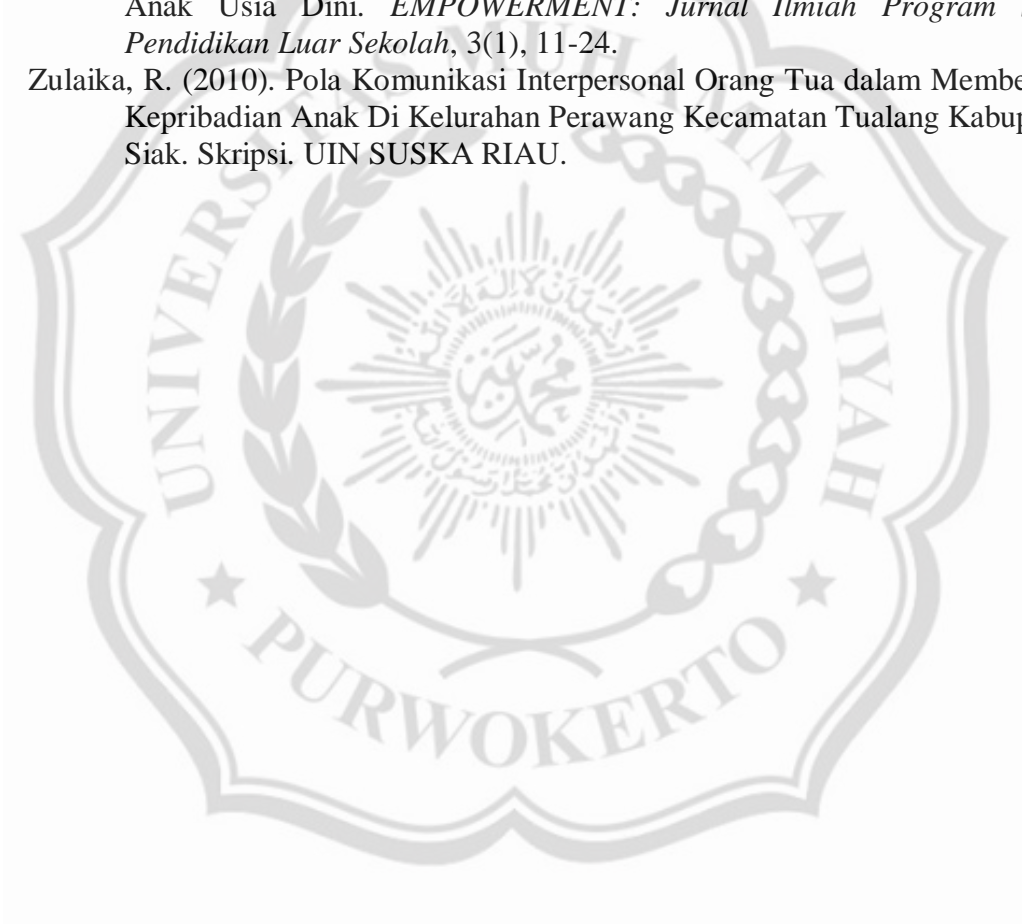 Anak Usia Dini. EMPOWERMENT: Jurnal Ilmiah Program
Pendidikan Luar Sekolah, 3(1), 11-24.
Zulaika, R. (2010). Pola Komunikasi Interpersonal Orang Tua dalam Membe
Kepribadian Anak Di Kelurahan Perawang Kecamatan Tualang Kabup
Siak. Skripsi. UIN SUSKA RIAU.
UNIVERSITAS MUHAMMADIYAH
PURWOKERTO